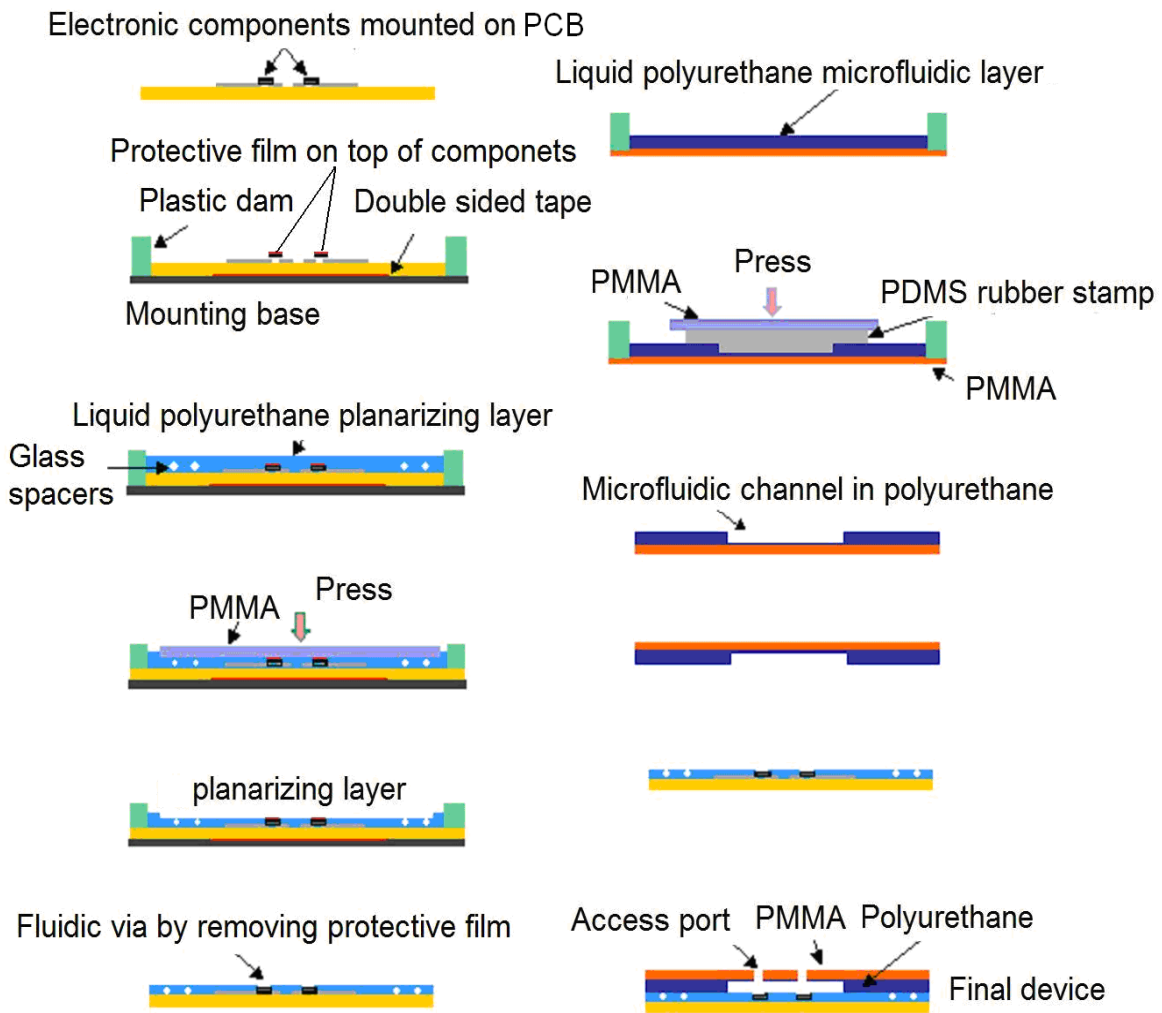 Electronic components mounted on PCB
Protective film on top of componets
Plastic dam
Double sided tape
Mounting base
Liquid polyurethane planarizing layer
Glass
spacers
Press
PMMA
planarizing layer
Fluidic via by removing protective film
Liquid polyurethane microfluidic layer
Press
PMMA
PDMS rubber stamp
PMMA
Microfluidic channel in polyurethane
Access port
PMMA
Polyurethane
Final device